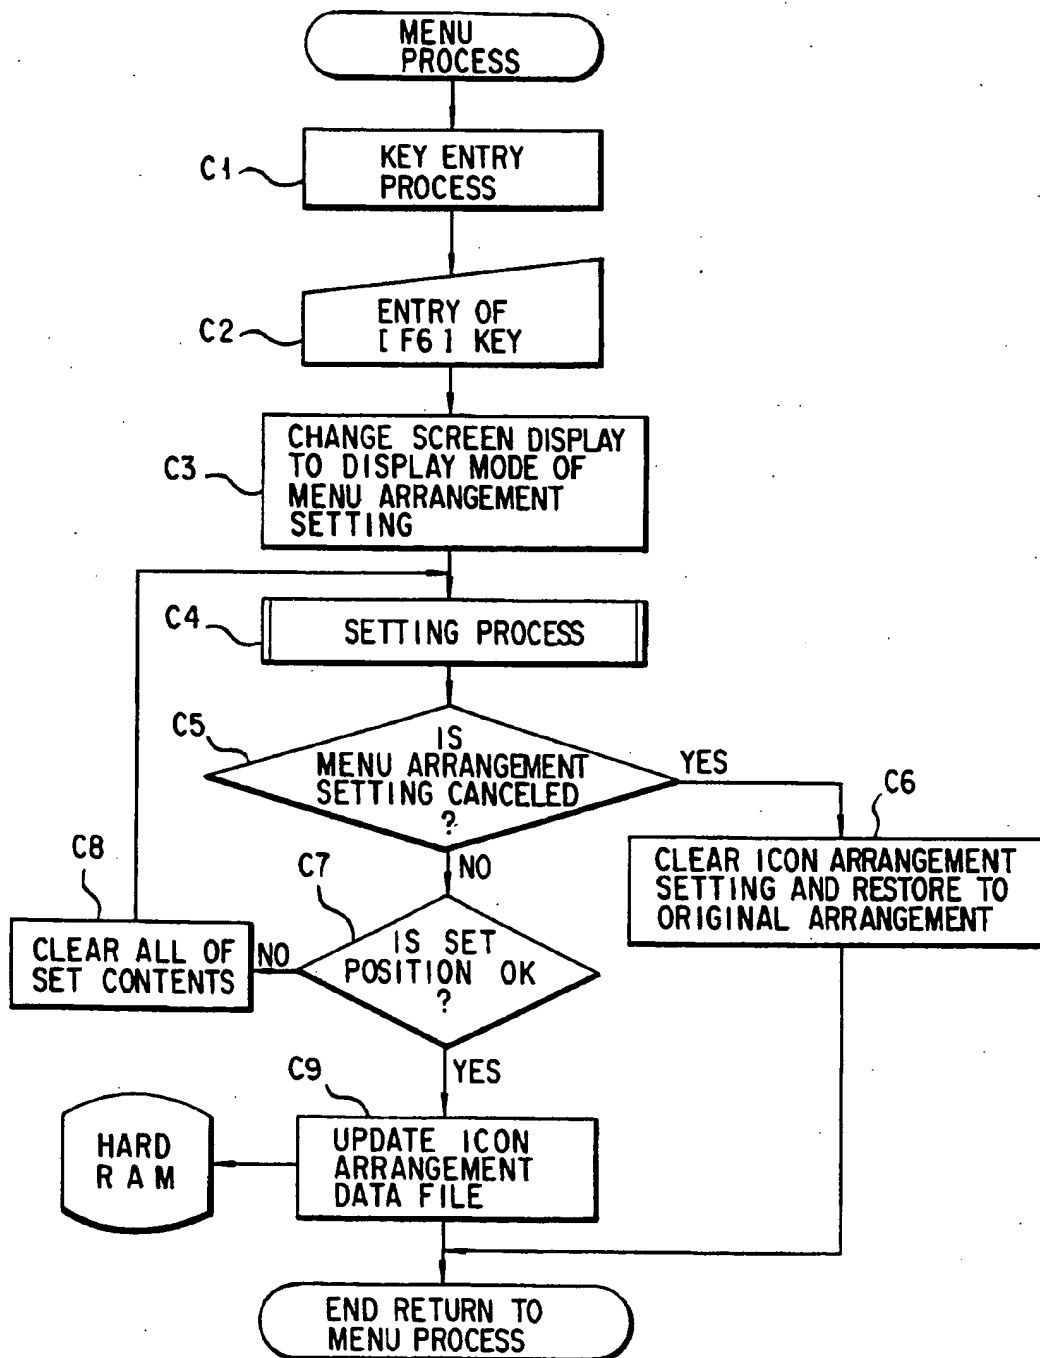 MENU
PROCESS
C1
KEY ENTRY
PROCESS
C2
ENTRY OF
[ F6 ] KEY
C3
CHANGE SCREEN DISPLAY
TO DISPLAY MODE OF
MENU ARRANGEMENT
SETTING
C4
SETTING PROCESS
C5
IS
MENU ARRANGEMENT
SETTING CANCELED
?
YES
C6
CLEAR ICON ARRANGEMENT
SETTING AND RESTORE TO
ORIGINAL ARRANGEMENT
NO
C7
IS SET
POSITION OK
?
NO
C8
CLEAR ALL OF
SET CONTENTS
YES
C9
UPDATE ICON
ARRANGEMENT
DATA FILE
HARD
RAM
END RETURN TO
MENU PROCESS